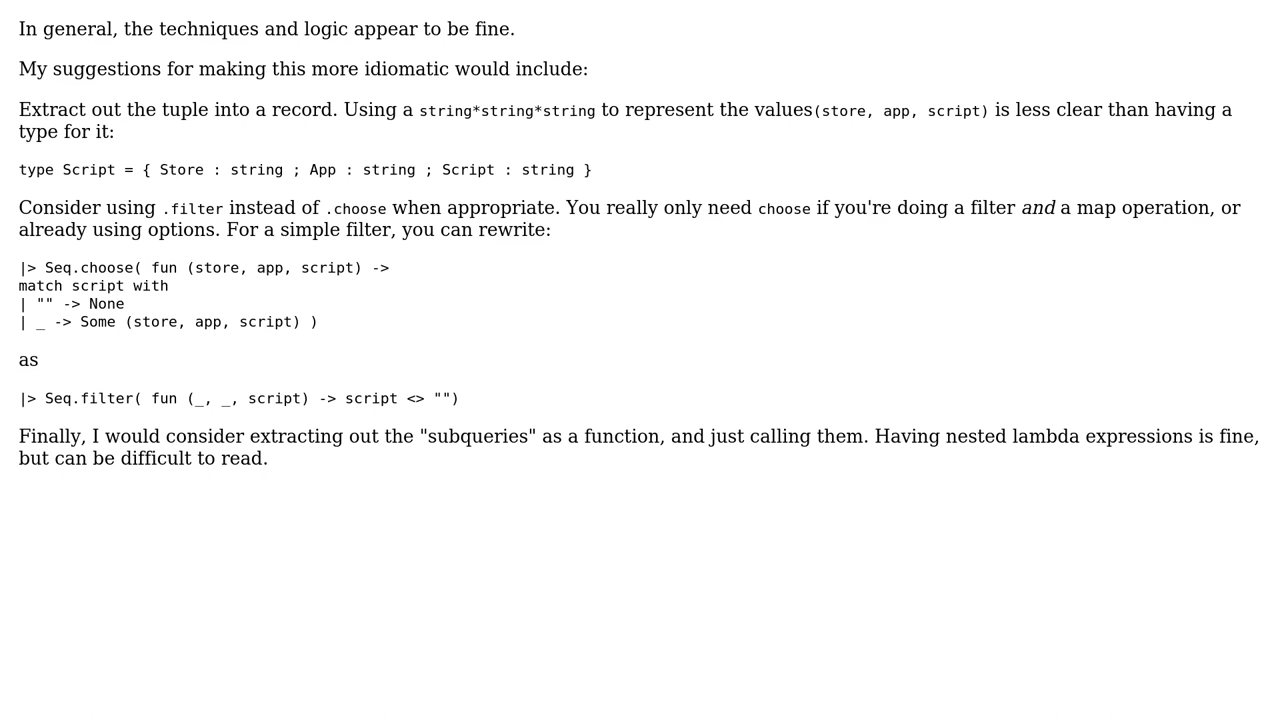 In general, the techniques and logic appear to be fine.
My suggestions for making this more idiomatic would include:
Extract out the tuple into a record. Using a string*string*string to represent the values(store, app, script) is less clear than having a
type for it:
type Script = { Store : string ; App : string ; Script : string }
Consider using .filter instead of .choose when appropriate. You really only need choose if you're doing a filter and a map operation, or
already using options. For a simple filter, you can rewrite:
|> Seq.choose( fun (store, app, script) ->
match script with
| "" -> None
| _ -> Some (store, app, script) )
as
|> Seq.filter( fun (_, _, script) -> script <> "")
Finally, I would consider extracting out the "subqueries" as a function, and just calling them. Having nested lambda expressions is fine,
but can be difficult to read.